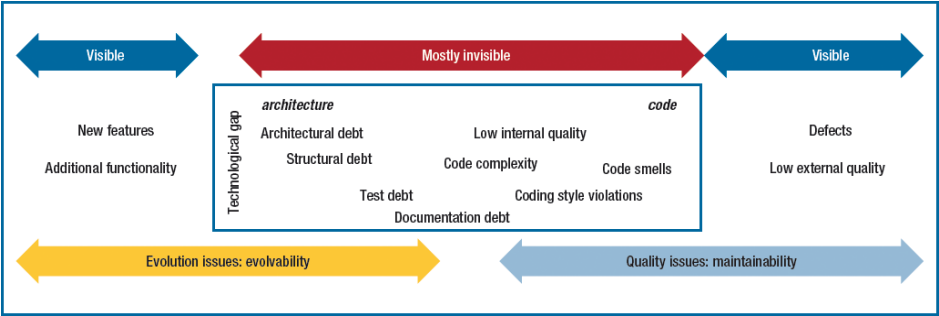 Visible
Mostly invisible
Visible
Technological gap
architecture
code
New features
Architectural debt
Low internal quality
Defects
Additional functionality
Structural debt
Code complexity
Code smells
Low external quality
Test debt
Coding style violations
Documentation debt
Evolution issues: evolvability
Quality issues: maintainability